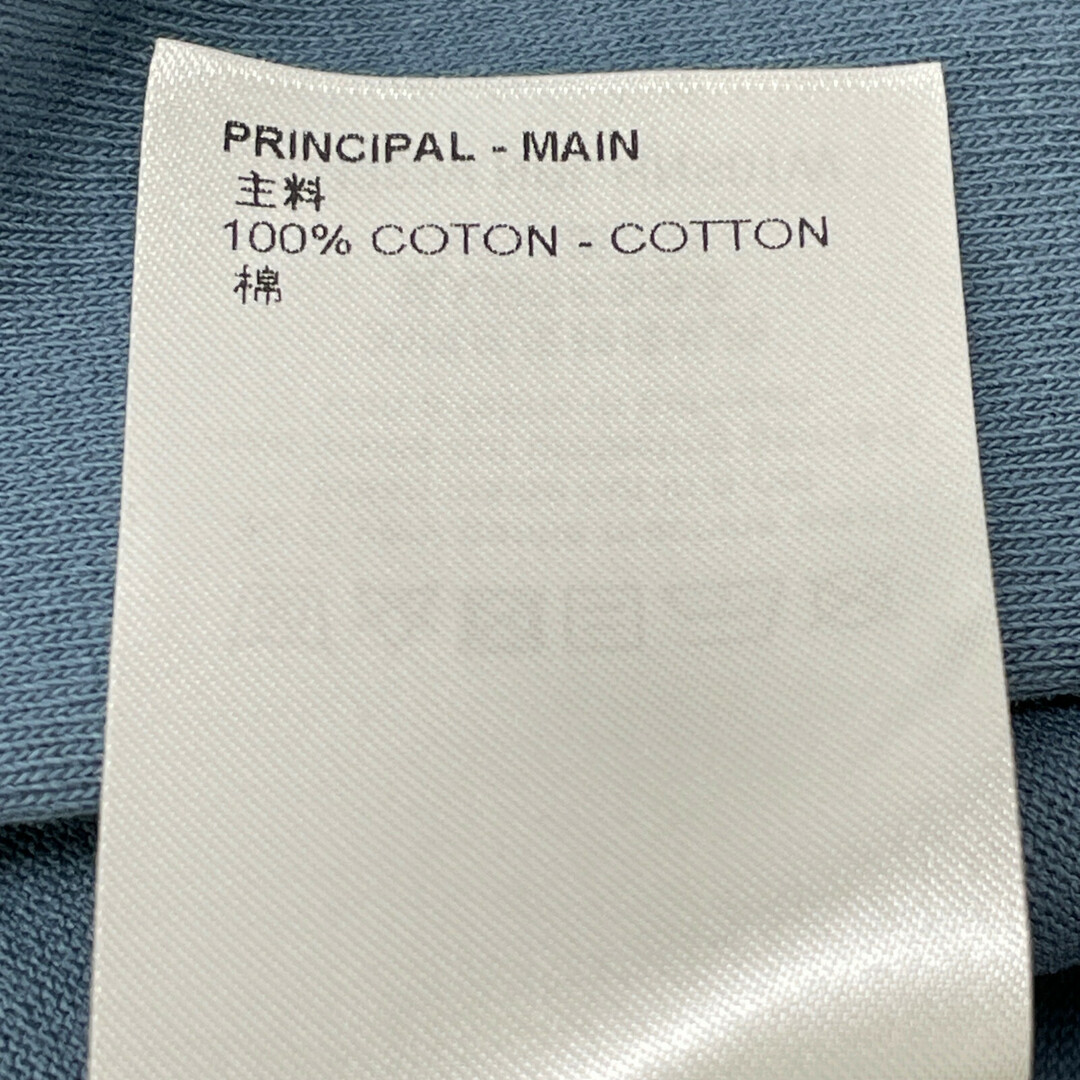 PRINCIPAL - MAIN
主料
100% COTON - COTTON
棉